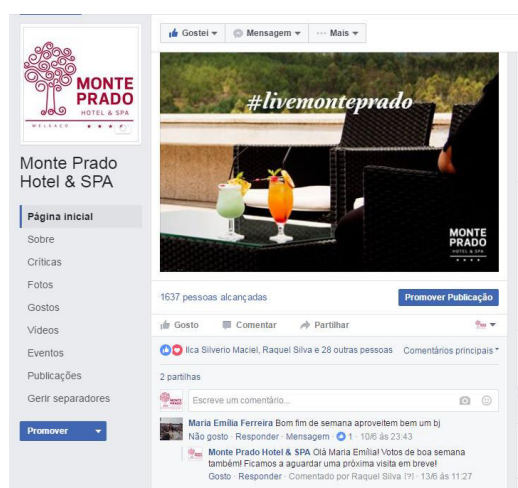 MONTE
PRADO
HOTEL & SPA
MELGAÇO
Monte Prado
Hotel & SPA
Página inicial
Sobre
Críticas
Fotos
Gostos
Vídeos
Eventos
Publicações
Gerir separadores
Promover
Gostei Mensagem ··· Mais
#livemonteprado
MONTE
PRADO
HOTEL & SPA
1637 pessoas alcançadas Promover Publicação
Gosto Comentar Partilhar
Ilca Silverio Maciel, Raquel Silva e 28 outras pessoas Comentários principais
2 partilhas
Escreve um comentário...
Maria Emília Ferreira Bom fim de semana aproveitem bem um bj
Não gosto · Responder · Mensagem · 1 · 10/6 às 23:43
Monte Prado Hotel & SPA Olá Maria Emília! Votos de boa semana
também! Ficamos a aguardar uma próxima visita em breve!
Gosto · Responder · Comentado por Raquel Silva [?] · 13/6 às 11:27